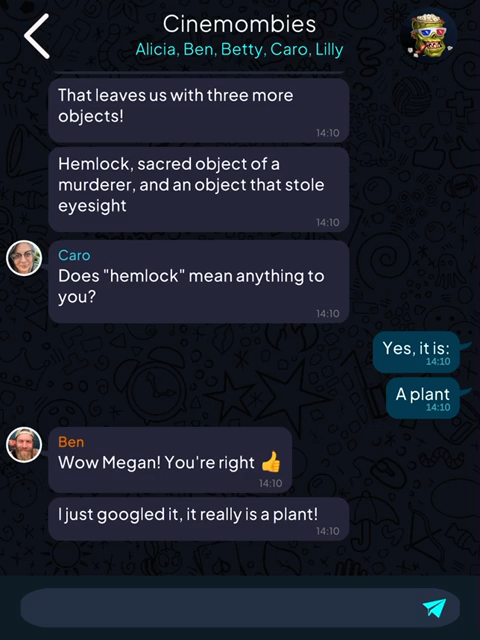 Cinemombies
Alicia, Ben, Betty, Caro, Lilly
That leaves us with three more
objects!
14:10
Hemlock, sacred object of a
murderer, and an object that stole
eyesight
14:10
Caro
Does "hemlock" mean anything to
you?
14:10
Yes, it is:
14:10
A plant
14:10
Ben
Wow Megan! You're right 👍
14:10
I just googled it, it really is a plant!
14:10